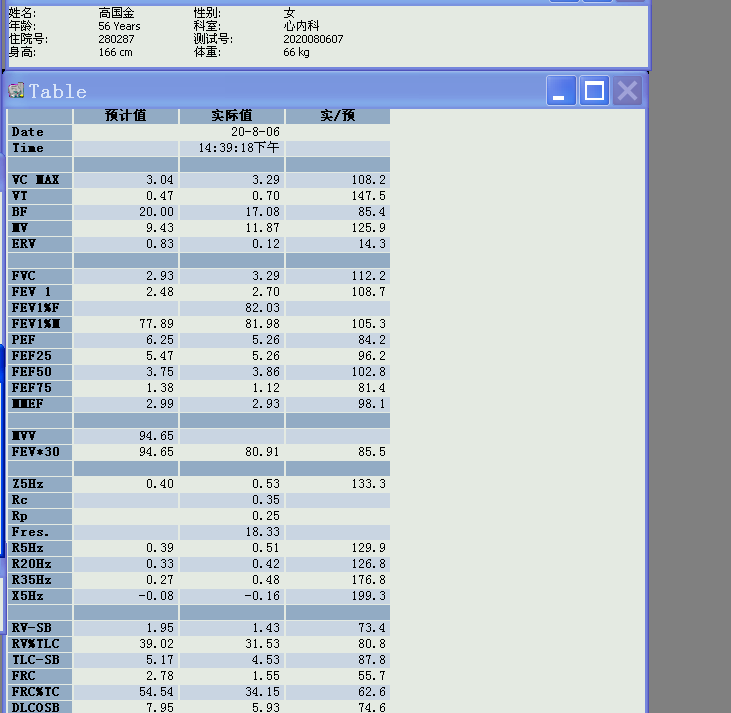 姓名: 高国金 性别: 女
年龄: 56 Years 科室: 心内科
住院号: 280287 测试号: 2020080607
身高: 166 cm 体重: 66 kg
Table
预计值 实际值 实/预
Date 20-8-06
Time 14:39:18下午
VC MAX 3.04 3.29 108.2
VT 0.47 0.70 147.5
BF 20.00 17.08 85.4
MV 9.43 11.87 125.9
ERV 0.83 0.12 14.3
FVC 2.93 3.29 112.2
FEV 1 2.48 2.70 108.7
FEV1%F 82.03
FEV1%M 77.89 81.98 105.3
PEF 6.25 5.26 84.2
FEF25 5.47 5.26 96.2
FEF50 3.75 3.86 102.8
FEF75 1.38 1.12 81.4
MMEF 2.99 2.93 98.1
MVV 94.65
FEV*30 94.65 80.91 85.5
Z5Hz 0.40 0.53 133.3
Rc 0.35
Rp 0.25
Fres. 18.33
R5Hz 0.39 0.51 129.9
R20Hz 0.33 0.42 126.8
R35Hz 0.27 0.48 176.8
X5Hz -0.08 -0.16 199.3
RV-SB 1.95 1.43 73.4
RV%TLC 39.02 31.53 80.8
TLC-SB 5.17 4.53 87.8
FRC 2.78 1.55 55.7
FRC%TC 54.54 34.15 62.6
DLCOSB 7.95 5.93 74.6